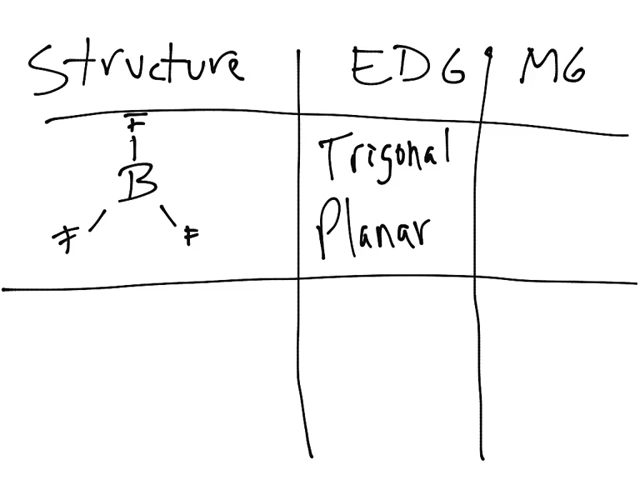 Structure EDG MG
F
B
F F
Trigonal
Planar